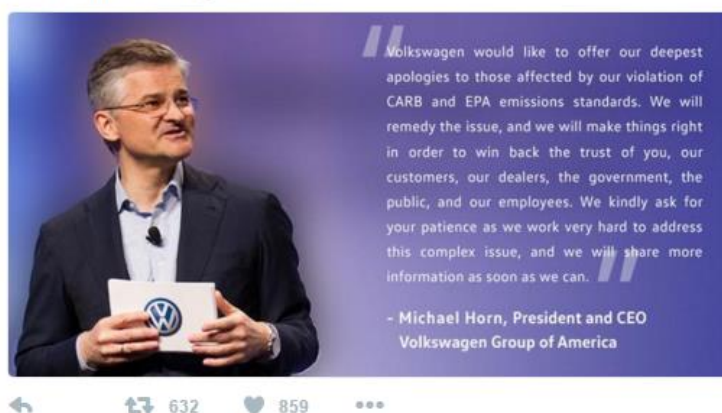 Volkswagen would like to offer our deepest
apologies to those affected by our violation of
CARB and EPA emissions standards. We will
remedy the issue, and we will make things right
in order to win back the trust of you, our
customers, our dealers, the government, the
public, and our employees. We kindly ask for
your patience as we work very hard to address
this complex issue, and we will share more
information as soon as we can.
– Michael Horn, President and CEO
Volkswagen Group of America
VW
632 859